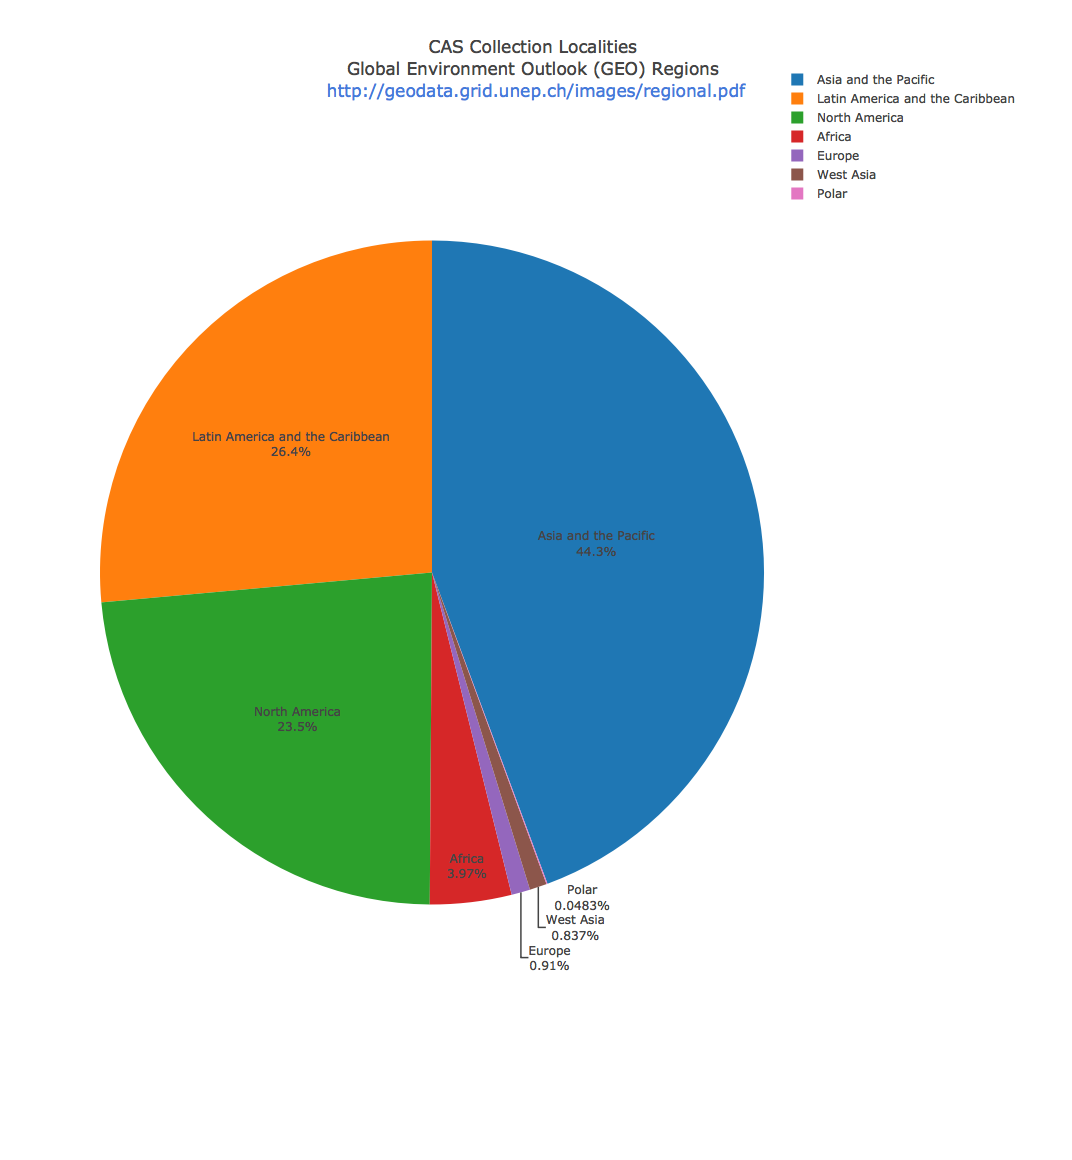 CAS Collection Localities
Global Environment Outlook (GEO) Regions
http://geodata.grid.unep.ch/images/regional.pdf
Asia and the Pacific
Latin America and the Caribbean
North America
Africa
Europe
West Asia
Polar
Latin America and the Caribbean
26.4%
Asia and the Pacific
44.3%
North America
23.5%
Africa
3.97%
Polar
0.0483%
West Asia
0.837%
Europe
0.91%